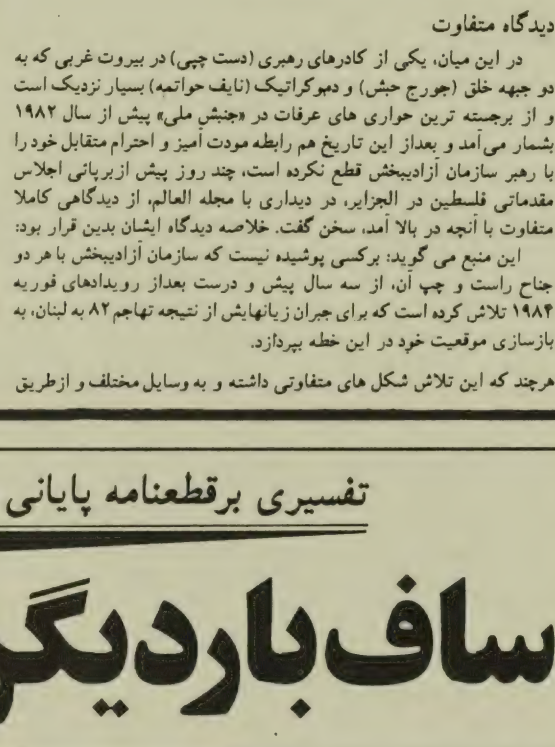 دیدگاه متفاوت
در این میان، یکی از کادرهای رهبری (دست چپی) در بیروت غربی که به
دو جبهه خلق (جورج حبش) و دموکراتیک (نایف حواتمه) بسیار نزدیک است
و از برجسته ترین حواری های عرفات در «جنبش ملی» پیش از سال ۱۹۸۲
بشمار می‌آمد و بعداز این تاریخ هم رابطه مودت آمیز و احترام متقابل خود را
با رهبر سازمان آزادیبخش قطع نکرده است، چند روز پیش ازبرپائی اجلاس
مقدماتی فلسطین در الجزایر، در دیداری با مجله العالم، از دیدگاهی کاملا
متفاوت با آنچه در بالا آمد، سخن گفت. خلاصه دیدگاه ایشان بدین قرار بود:
این منبع می گوید: برکسی پوشیده نیست که سازمان آزادیبخش با هر دو
جناح راست و چپ آن، از سه سال پیش و درست بعداز رویدادهای فوریه
۱۹۸۴ تلاش کرده است که برای جبران زیانهایش از نتیجه تهاجم ۸۲ به لبنان، به
بازسازی موقعیت خود در این خطه بپردازد.
هرچند که این تلاش شکل های متفاوتی داشته و به وسایل مختلف و ازطریق
تفسیری برقطعنامه پایانی
ساف باردیگر